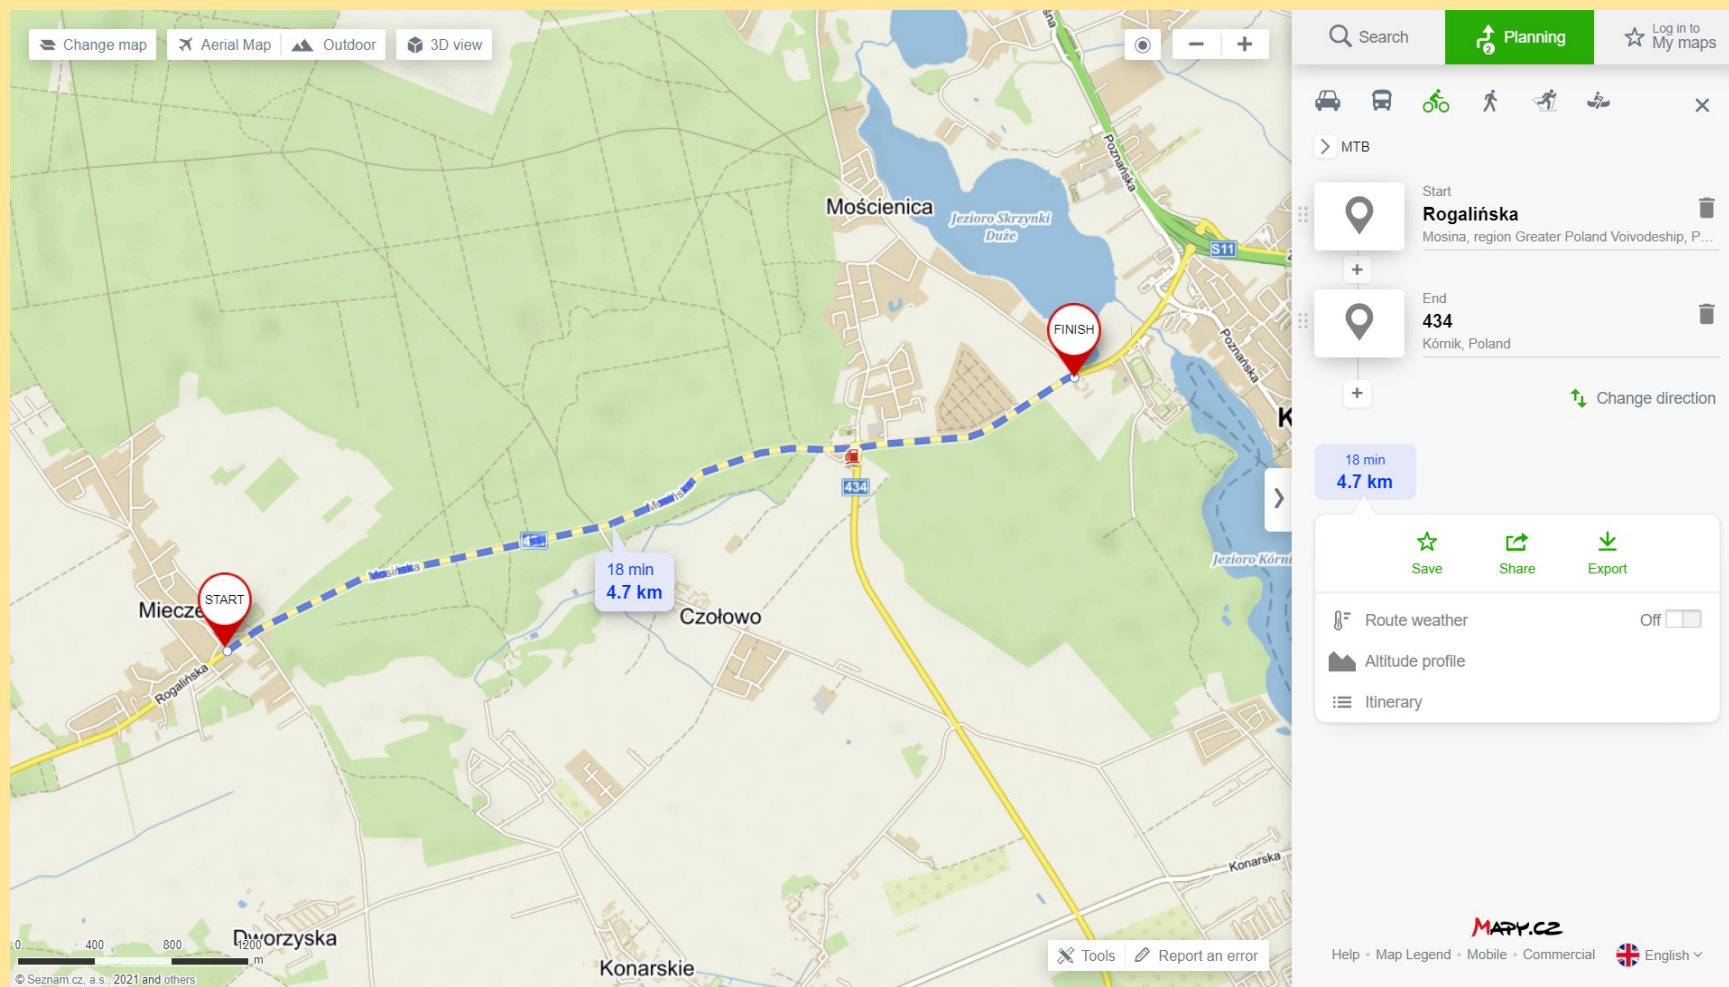 Change map
Aerial Map
Outdoor
3D view
Search
2
Planning
Log in to
My maps
MTB
Start
Rogalińska
Mosina, region Greater Poland Voivodeship, P...
End
434
Kórnik, Poland
Change direction
18 min
4.7 km
Save
Share
Export
Route weather
Off
Altitude profile
Itinerary
Mapy.cz
Help • Map Legend • Mobile • Commercial
English
Poznańska
Mościenica
Jezioro Skrzynki
Duże
S11
FINISH
Poznańska
K
434
Mosińska
Mosińska
18 min
4.7 km
START
Miecze
Czołowo
Jezioro Kórni
Rogalińska
Konarska
Dworzyska
Konarskie
0 400 800 1200
m
Tools
Report an error
© Seznam.cz, a.s., 2021 and others